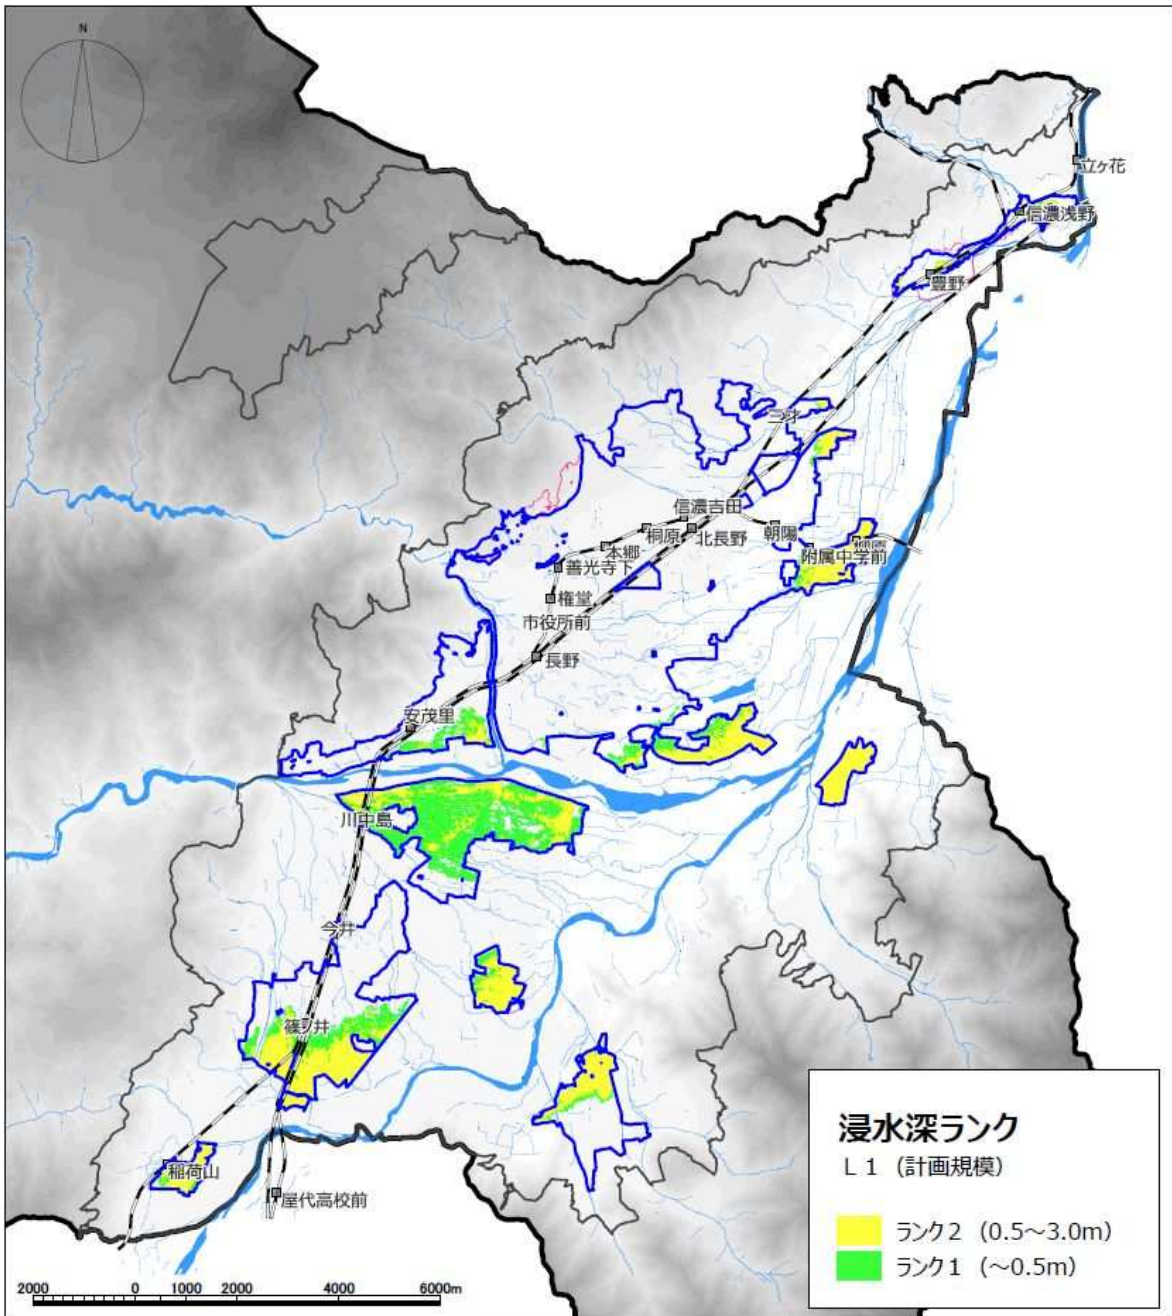 N
立ヶ花
信濃浅野
豊野
三才
信濃吉田
桐原
北長野
朝陽
本郷
附属中学前
善光寺下
権堂
市役所前
長野
安茂里
川中島
今井
篠ノ井
稲荷山
屋代高校前
浸水深ランク
L1（計画規模）
ランク2（0.5～3.0m）
ランク1（～0.5m）
2000 0 1000 2000 4000 6000m